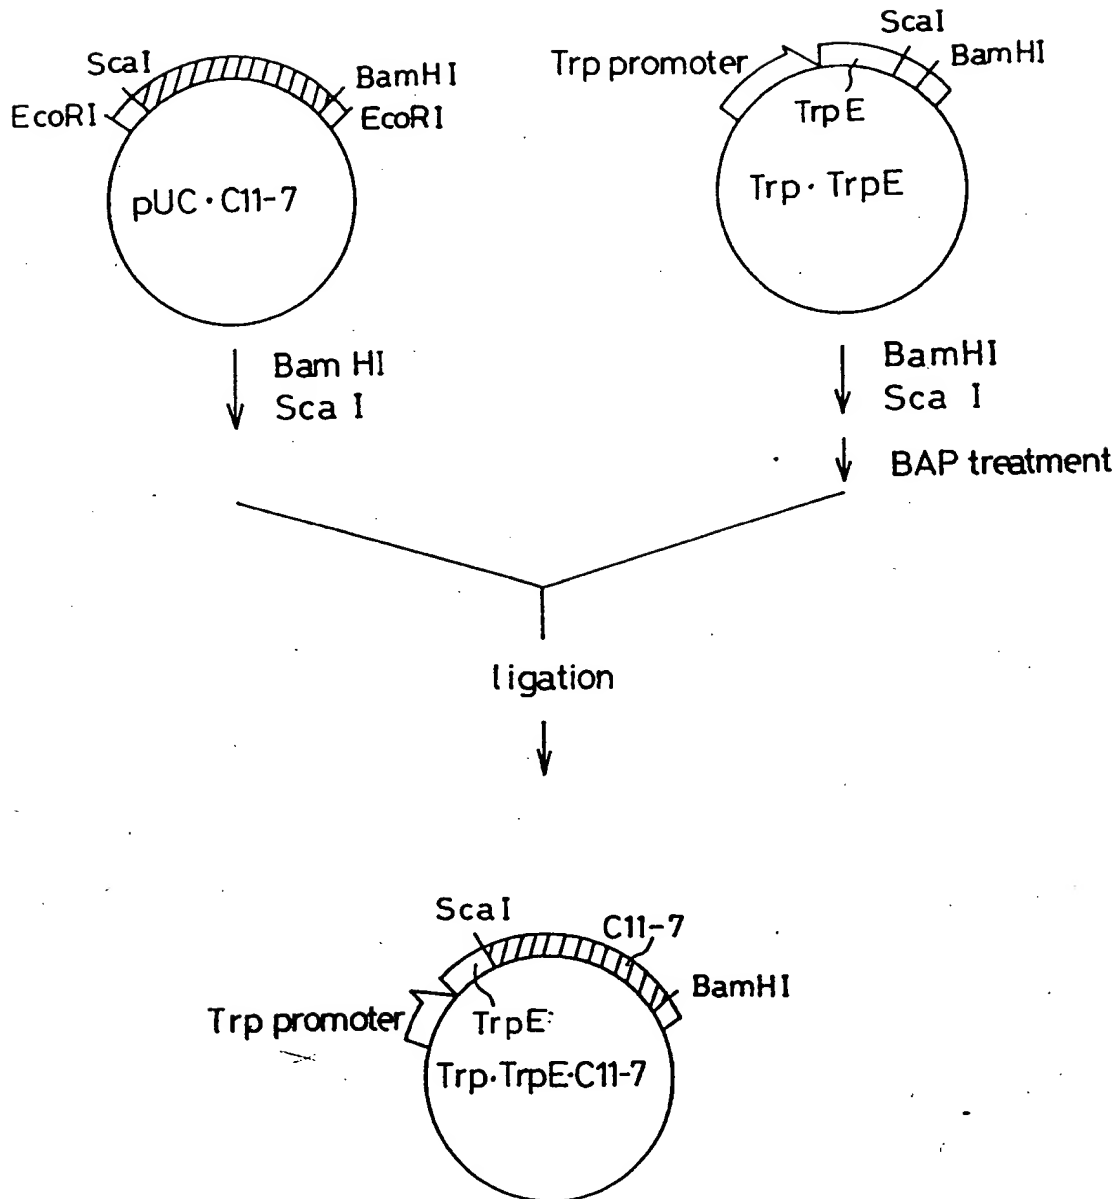 ScaI
BamHI
EcoRI
EcoRI
pUC·C11-7
Bam HI
Sca I
ScaI
Trp promoter
BamHI
TrpE
Trp·TrpE
BamHI
Sca I
BAP treatment
ligation
ScaI
C11-7
BamHI
Trp promoter
TrpE
Trp·TrpE·C11-7